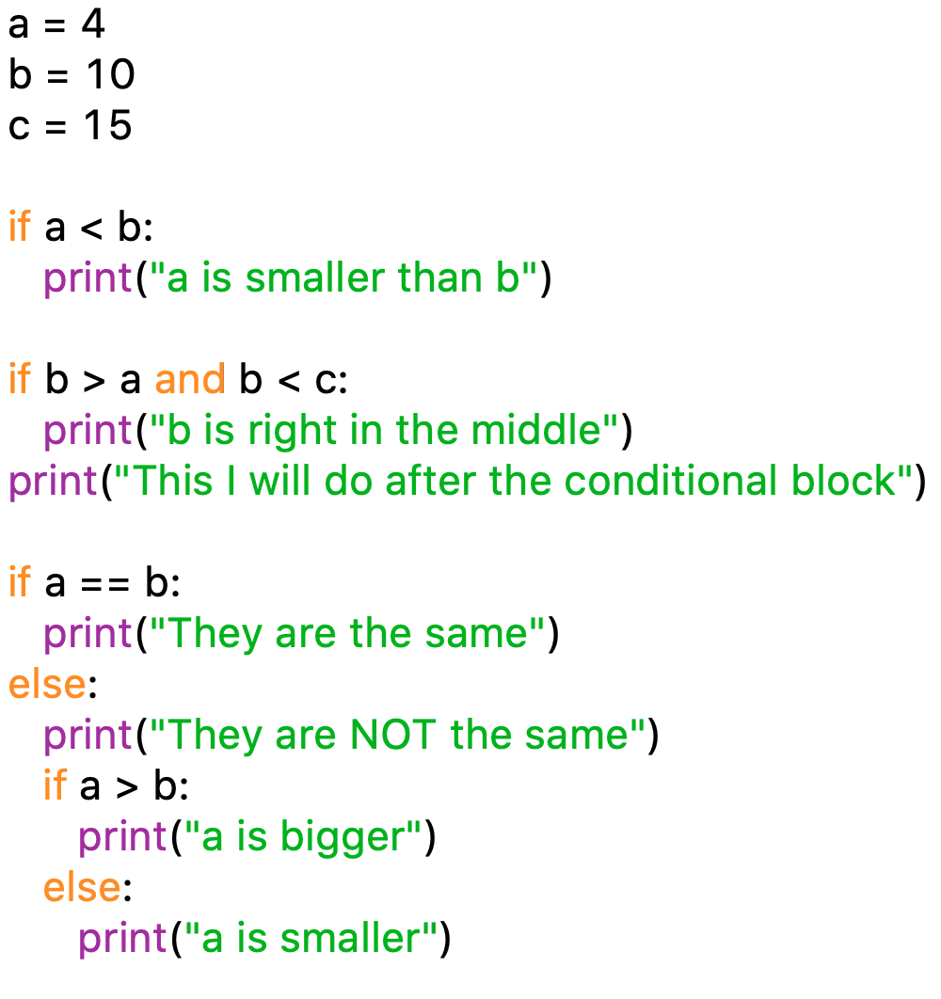 a = 4
b = 10
c = 15
if a < b:
  print("a is smaller than b")
if b > a and b < c:
  print("b is right in the middle")
print("This I will do after the conditional block")
if a == b:
  print("They are the same")
else:
  print("They are NOT the same")
  if a > b:
    print("a is bigger")
  else:
    print("a is smaller")